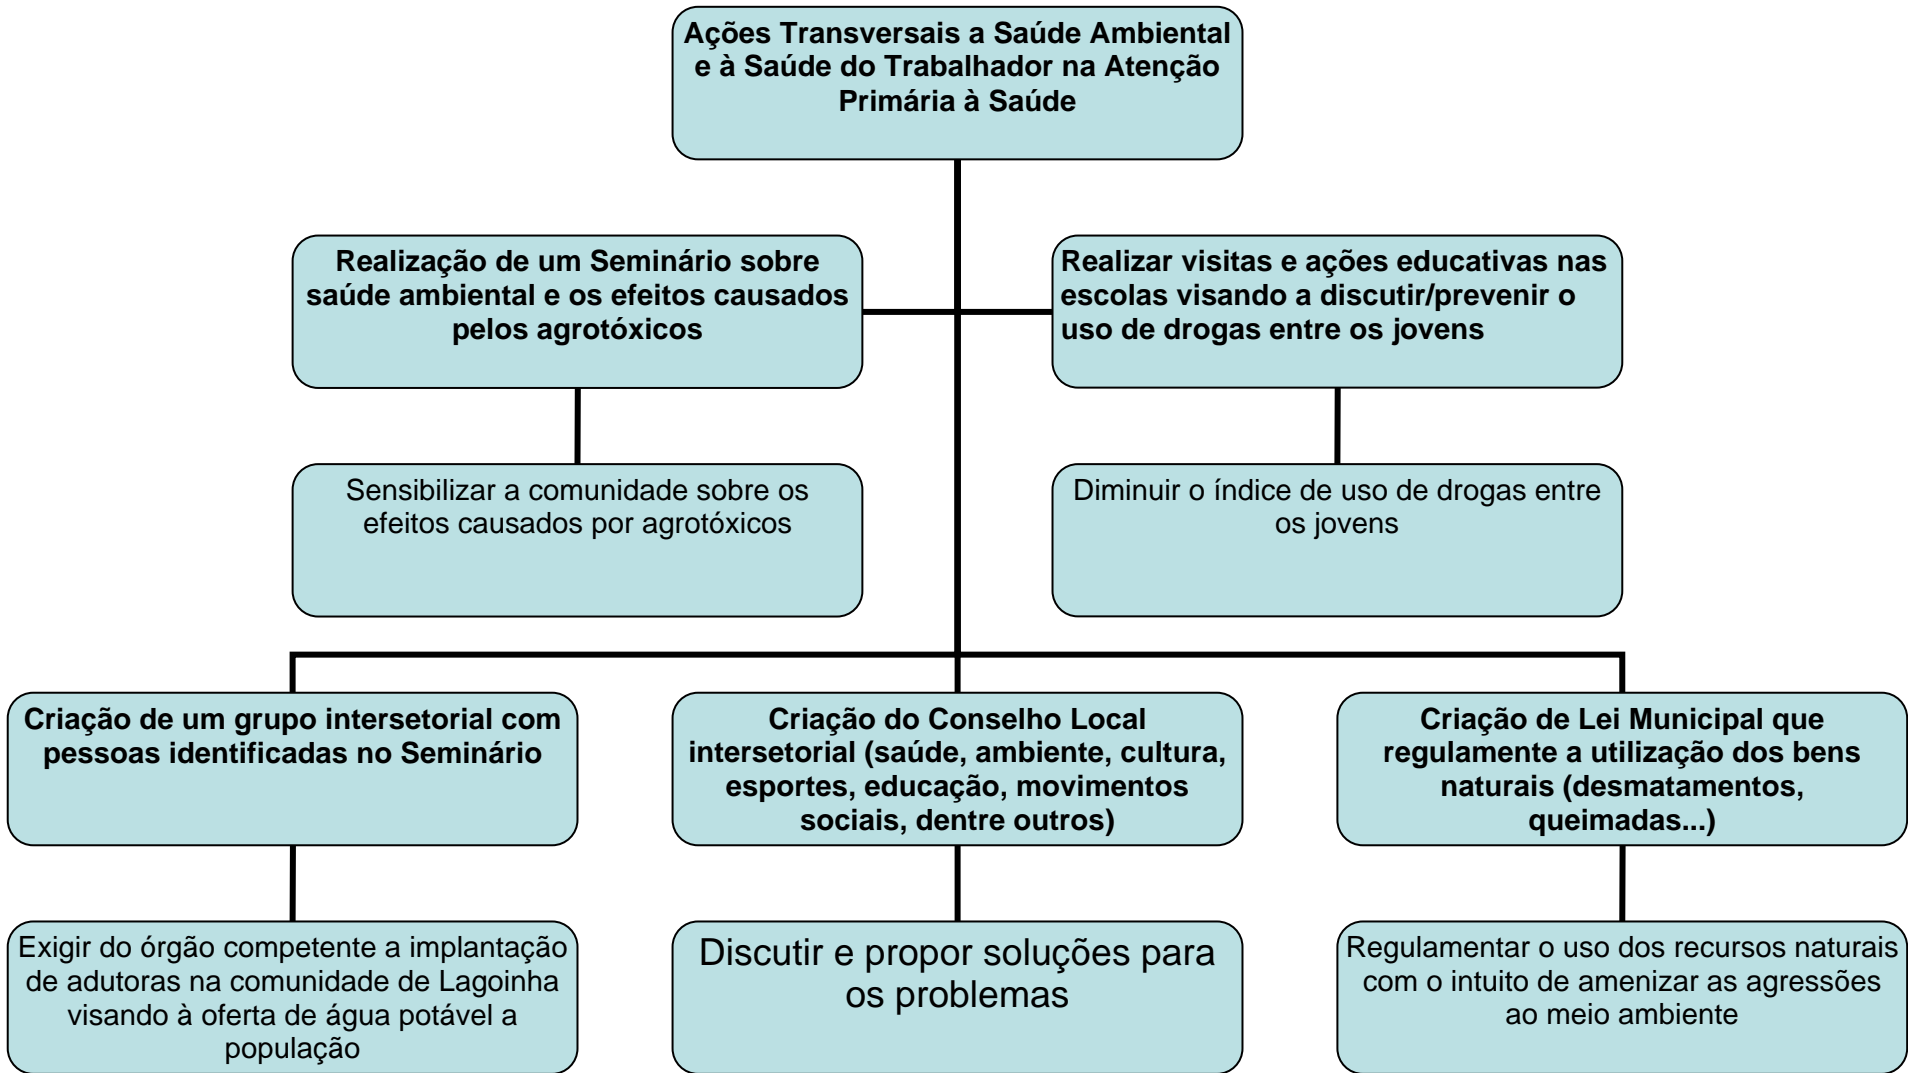 Ações Transversais a Saúde Ambiental
e à Saúde do Trabalhador na Atenção
Primária à Saúde
Realização de um Seminário sobre
saúde ambiental e os efeitos causados
pelos agrotóxicos
Realizar visitas e ações educativas nas
escolas visando a discutir/prevenir o
uso de drogas entre os jovens
Sensibilizar a comunidade sobre os
efeitos causados por agrotóxicos
Diminuir o índice de uso de drogas entre
os jovens
Criação de um grupo intersetorial com
pessoas identificadas no Seminário
Criação do Conselho Local
intersetorial (saúde, ambiente, cultura,
esportes, educação, movimentos
sociais, dentre outros)
Criação de Lei Municipal que
regulamente a utilização dos bens
naturais (desmatamentos,
queimadas...)
Exigir do órgão competente a implantação
de adutoras na comunidade de Lagoinha
visando à oferta de água potável a
população
Discutir e propor soluções para
os problemas
Regulamentar o uso dos recursos naturais
com o intuito de amenizar as agressões
ao meio ambiente